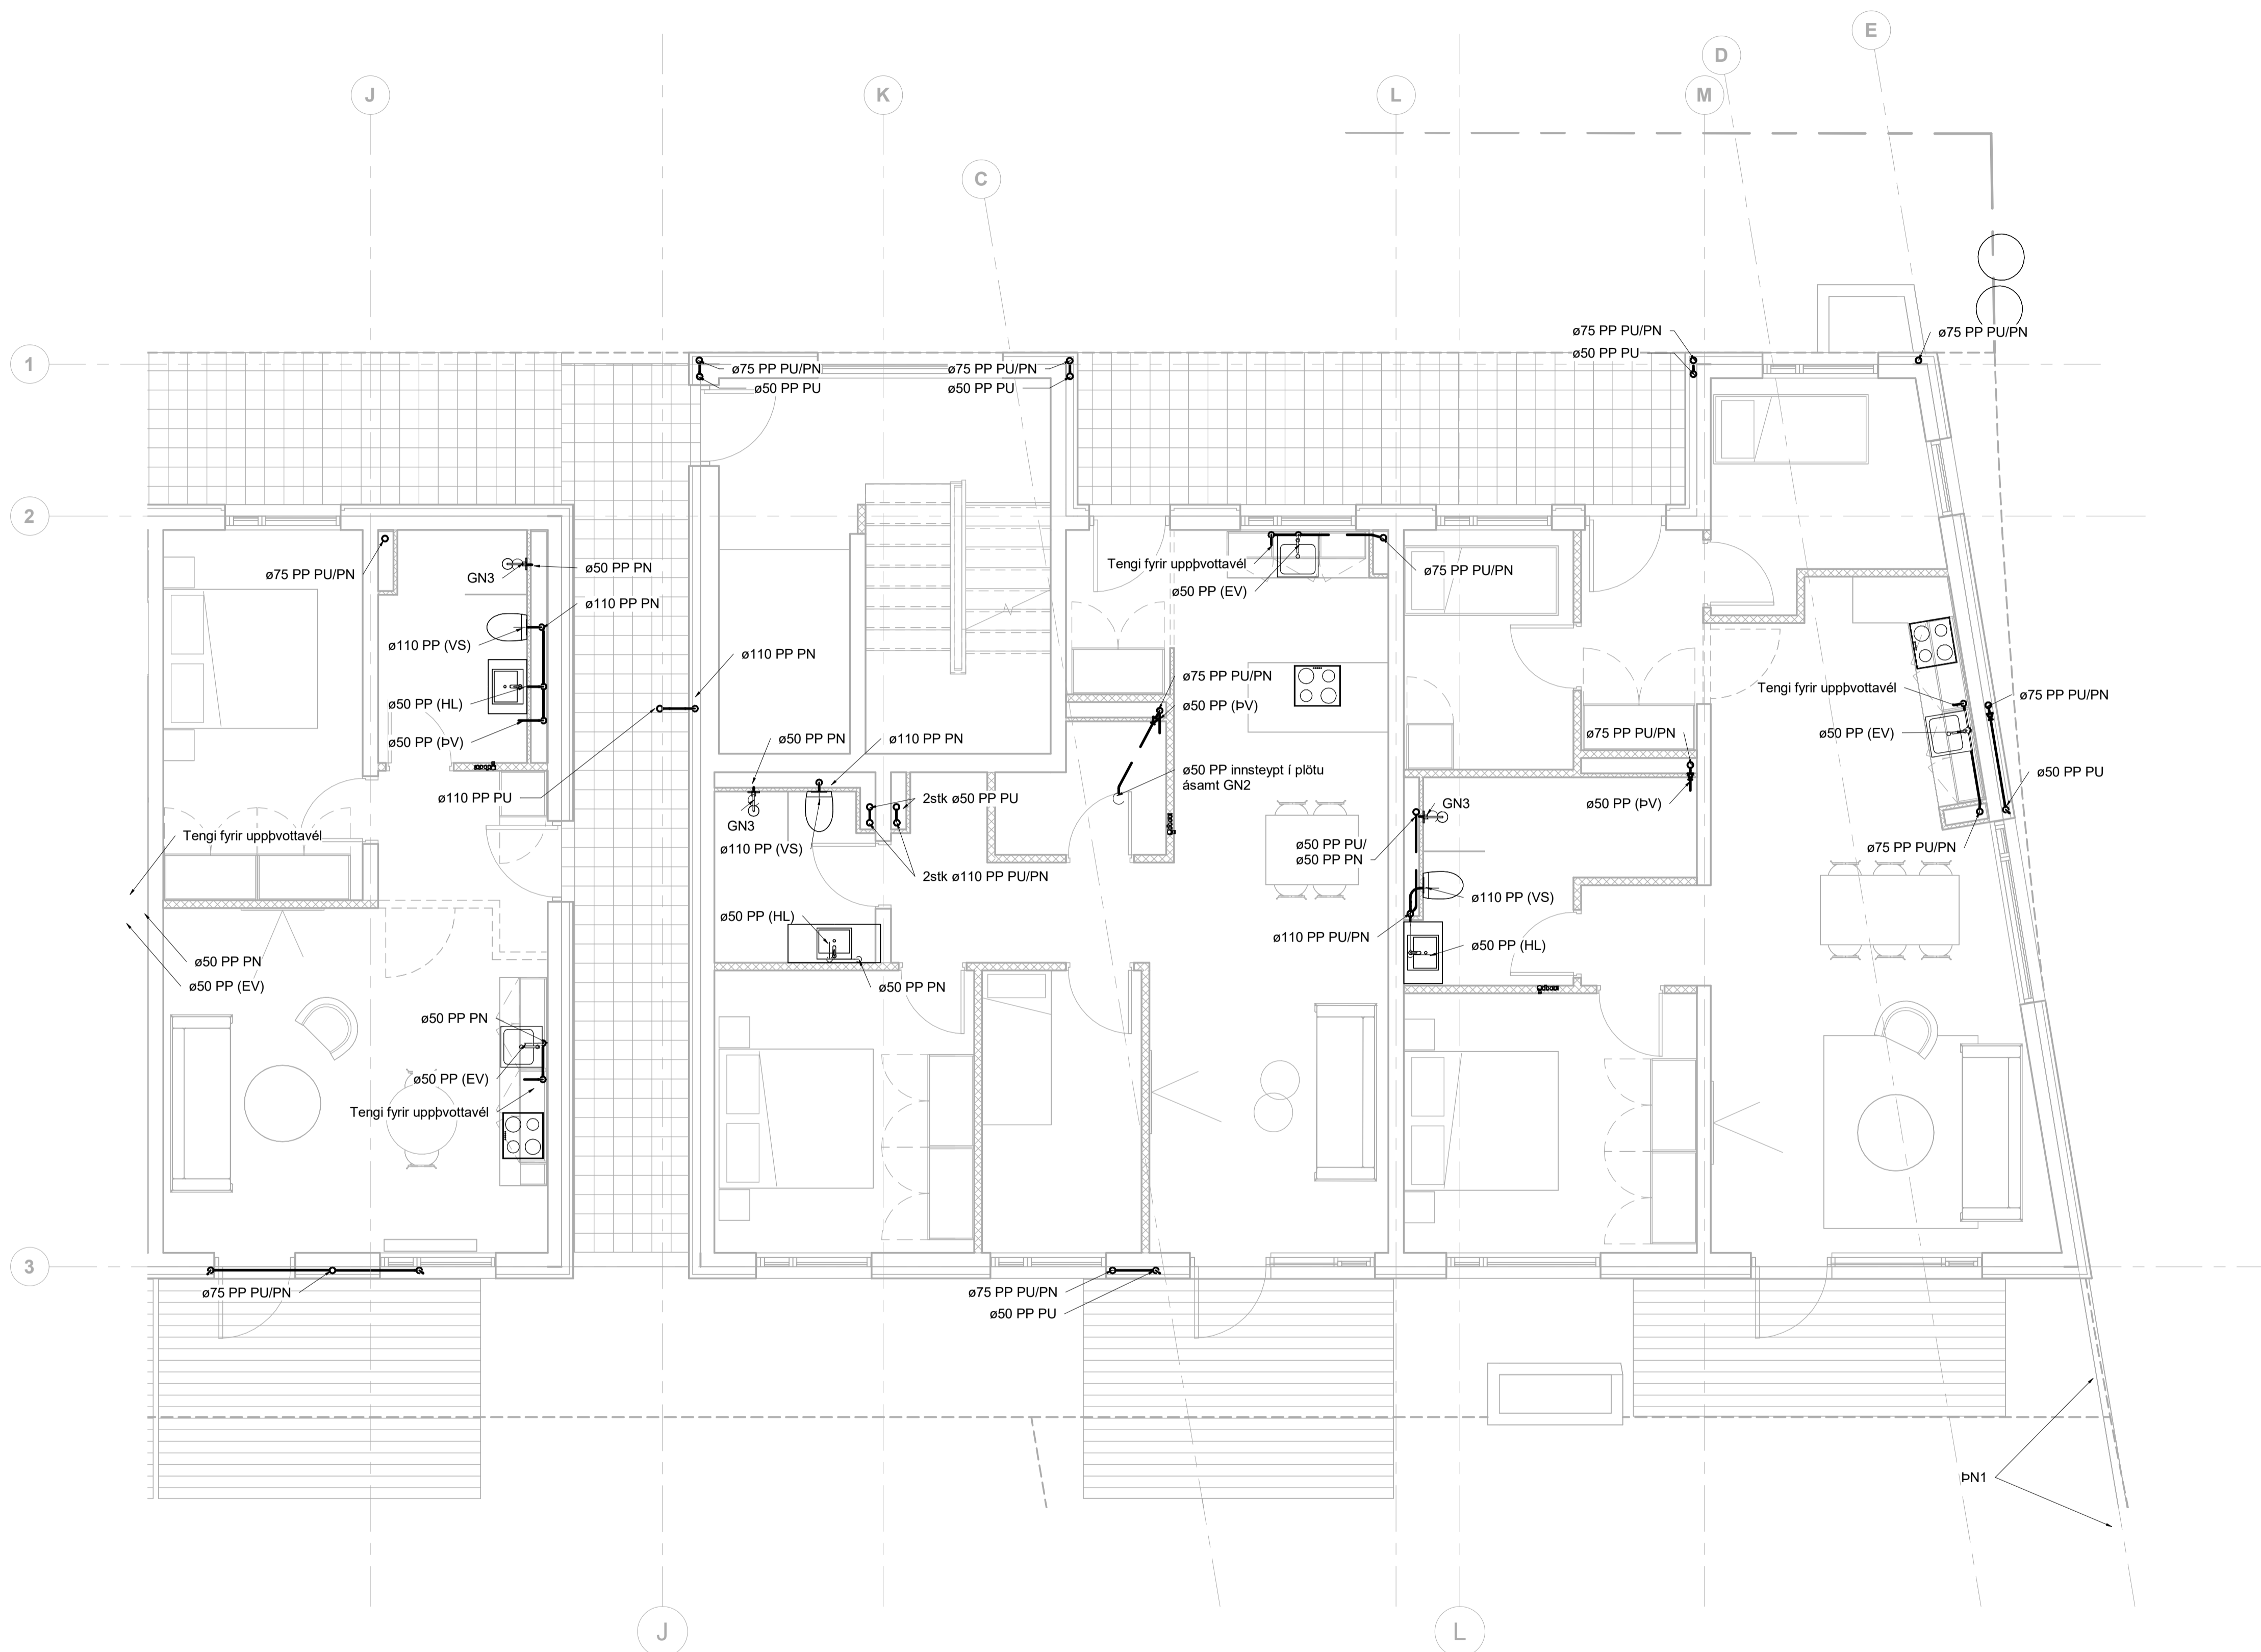 E
D
J
K
L
M
C
ø75 PP PU/PN
ø75 PP PU/PN
ø50 PP PU
1
ø75 PP PU/PN
ø75 PP PU/PN
ø50 PP PU
ø50 PP PU
2
Tengi fyrir uppþvottavél
ø75 PP PU/PN
ø50 PP (EV)
ø75 PP PU/PN
GN3
ø50 PP PN
ø110 PP PN
ø110 PP (VS)
ø50 PP (HL)
ø50 PP (ÞV)
ø110 PP PU
ø110 PP PN
ø75 PP PU/PN
ø50 PP (ÞV)
Tengi fyrir uppþvottavél
ø75 PP PU/PN
ø50 PP (EV)
ø50 PP PU
ø75 PP PU/PN
ø75 PP PU/PN
ø50 PP (ÞV)
ø50 PP PN
ø110 PP PN
ø50 PP innsteypt í plötu
ásamt GN2
2stk ø50 PP PU
GN3
ø110 PP (VS)
2stk ø110 PP PU/PN
GN3
ø50 PP PU/
ø50 PP PN
ø110 PP (VS)
ø110 PP PU/PN
ø50 PP (HL)
ø50 PP (HL)
ø50 PP PN
Tengi fyrir uppþvottavél
ø50 PP PN
ø50 PP (EV)
ø50 PP PN
ø50 PP (EV)
Tengi fyrir uppþvottavél
3
ø75 PP PU/PN
ø75 PP PU/PN
ø50 PP PU
ÞN1
J
L